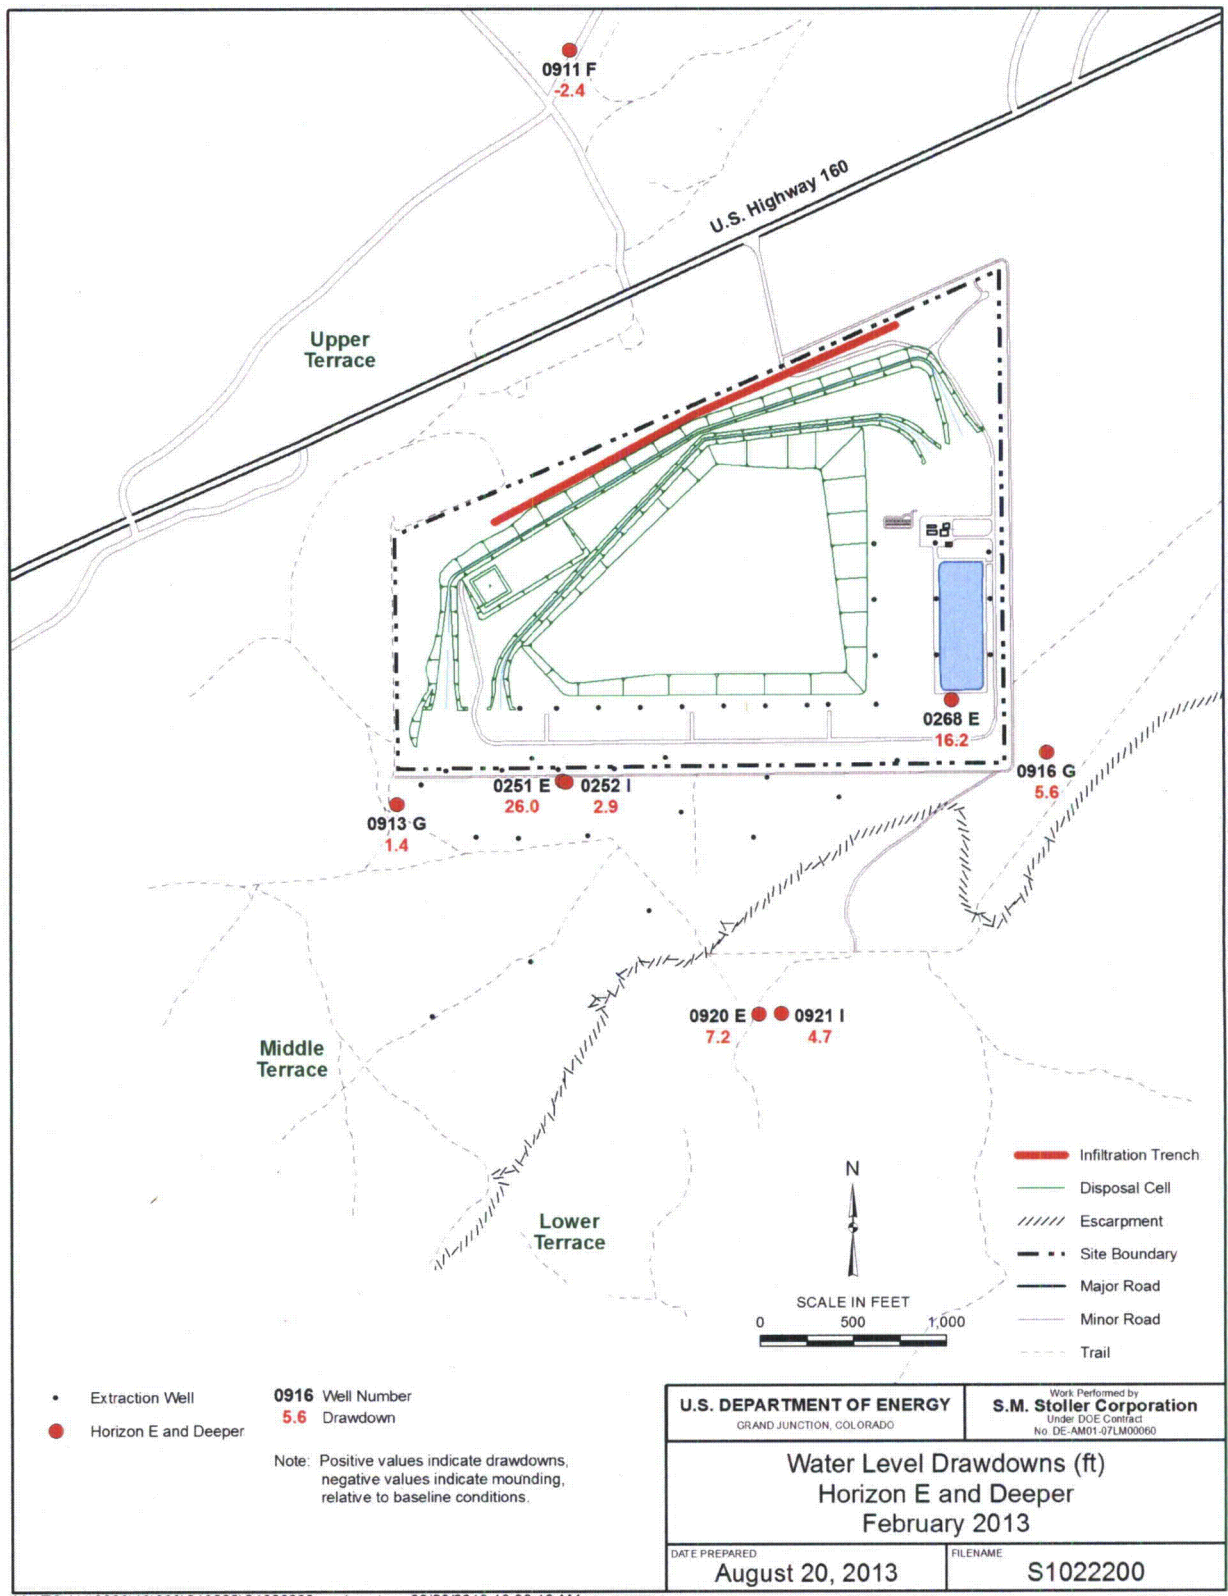 0911 F
-2.4
U.S. Highway 160
Upper
Terrace
0268 E
16.2
0916 G
5.6
0251 E
26.0
0252 I
2.9
0913 G
1.4
0920 E
7.2
0921 I
4.7
Middle
Terrace
Lower
Terrace
N
SCALE IN FEET
0 500 1,000
Infiltration Trench
Disposal Cell
Escarpment
Site Boundary
Major Road
Minor Road
Trail
Extraction Well
Horizon E and Deeper
0916 Well Number
5.6 Drawdown
Note: Positive values indicate drawdowns,
negative values indicate mounding,
relative to baseline conditions.
U.S. DEPARTMENT OF ENERGY
GRAND JUNCTION, COLORADO
Work Performed by
S.M. Stoller Corporation
Under DOE Contract
No. DE-AM01-07LM00060
Water Level Drawdowns (ft)
Horizon E and Deeper
February 2013
DATE PREPARED
August 20, 2013
FILENAME
S1022200